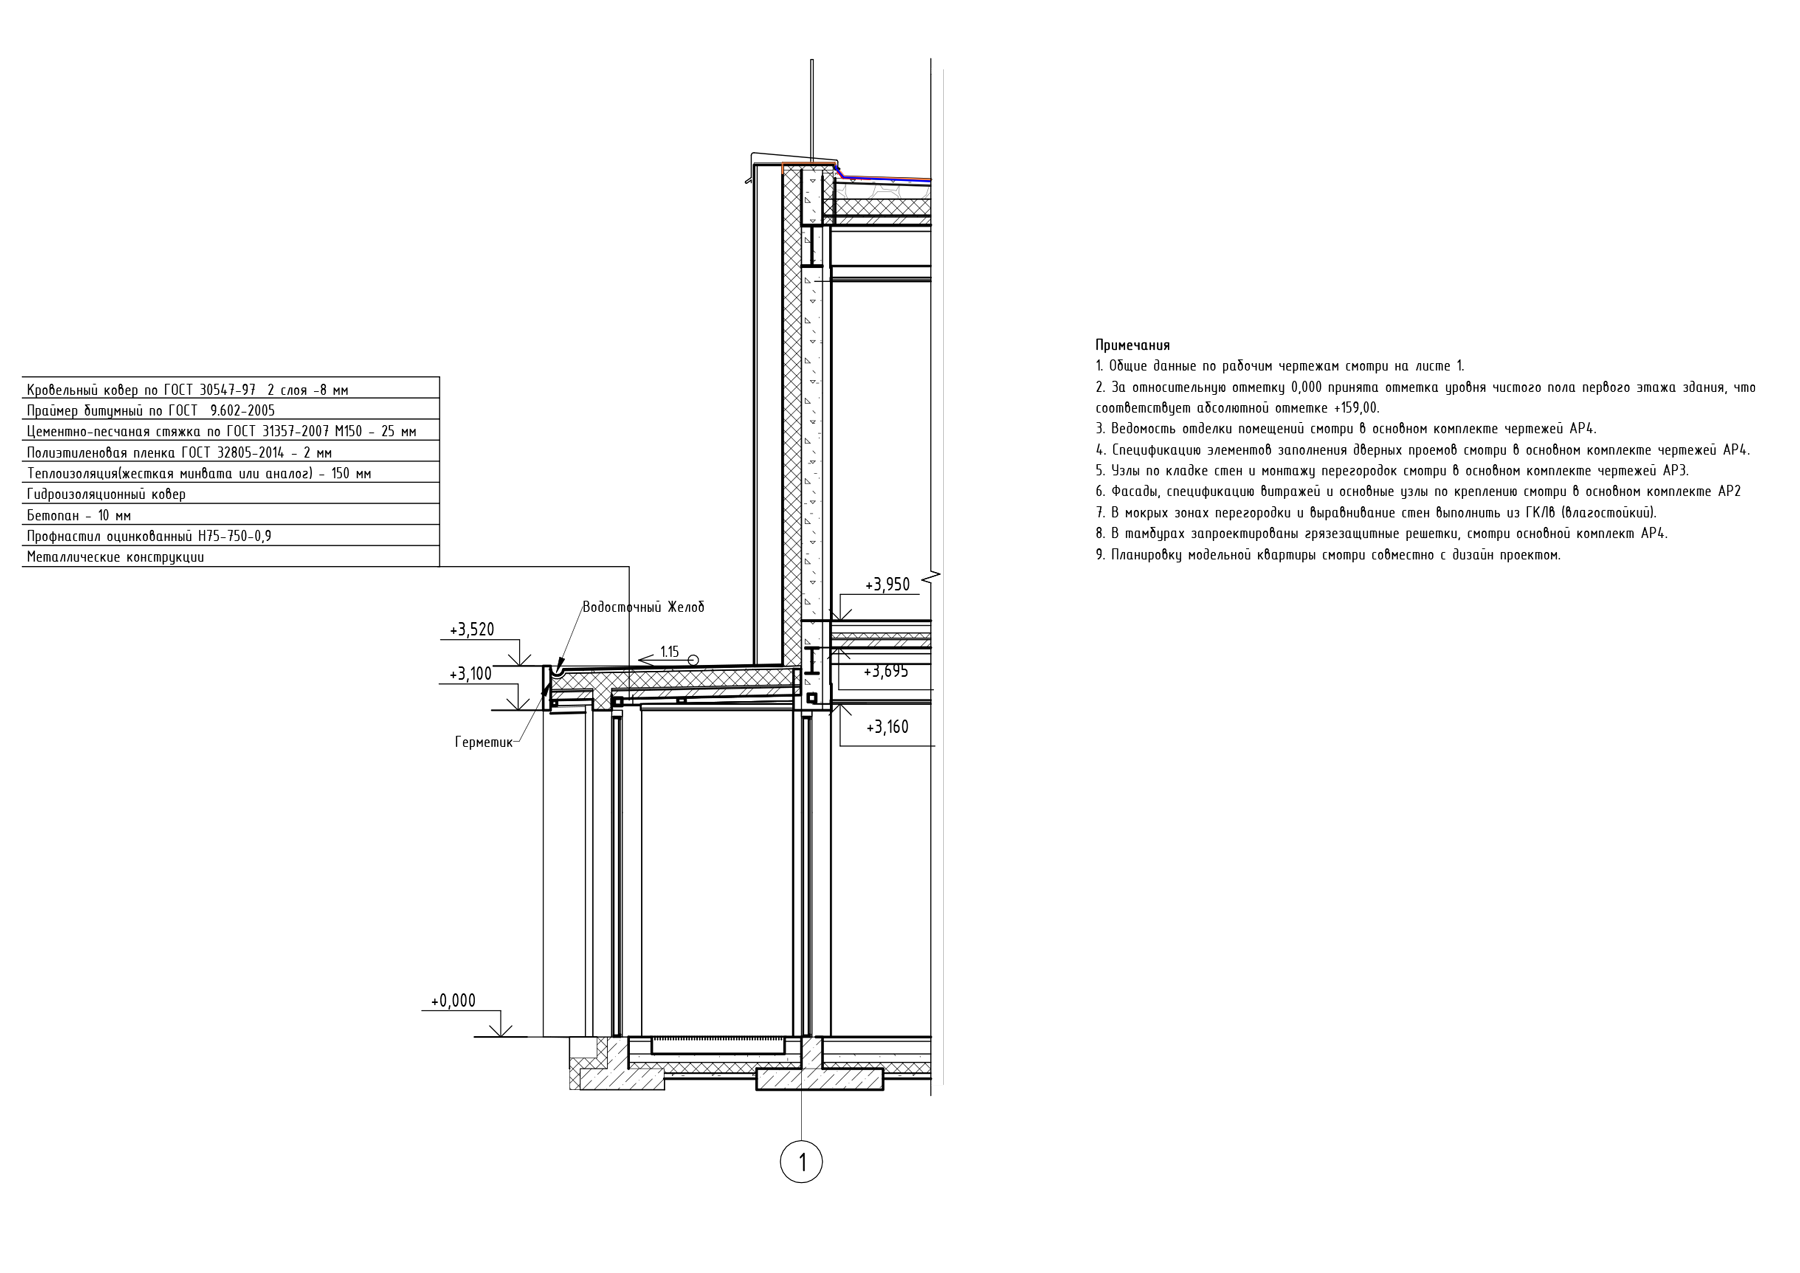 Кровельный ковер по ГОСТ 30547-97 2 слоя -8 мм
Праймер битумный по ГОСТ 9.602-2005
Цементно-песчаная стяжка по ГОСТ 31357-2007 М150 - 25 мм
Полиэтиленовая пленка ГОСТ 32805-2014 - 2 мм
Теплоизоляция(жесткая минвата или аналог) - 150 мм
Гидроизоляционный ковер
Бетопан - 10 мм
Профнастил оцинкованный Н75-750-0,9
Металлические конструкции
Водосточный Желоб
+3,520
+3,100
1.15
Герметик
+3,950
+3,695
+3,160
+0,000
1
Примечания
1. Общие данные по рабочим чертежам смотри на листе 1.
2. За относительную отметку 0,000 принята отметка уровня чистого пола первого этажа здания, что
соответствует абсолютной отметке +159,00.
3. Ведомость отделки помещений смотри в основном комплекте чертежей АР4.
4. Спецификацию элементов заполнения дверных проемов смотри в основном комплекте чертежей АР4.
5. Узлы по кладке стен и монтажу перегородок смотри в основном комплекте чертежей АР3.
6. Фасады, спецификацию витражей и основные узлы по креплению смотри в основном комплекте АР2
7. В мокрых зонах перегородки и выравнивание стен выполнить из ГКЛв (влагостойкий).
8. В тамбурах запроектированы грязезащитные решетки, смотри основной комплект АР4.
9. Планировку модельной квартиры смотри совместно с дизайн проектом.